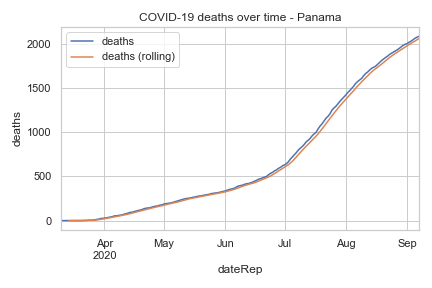 COVID-19 deaths over time - Panama
deaths
deaths (rolling)
2000
1500
1000
500
0
deaths
Apr
2020
May
Jun
Jul
Aug
Sep
dateRep